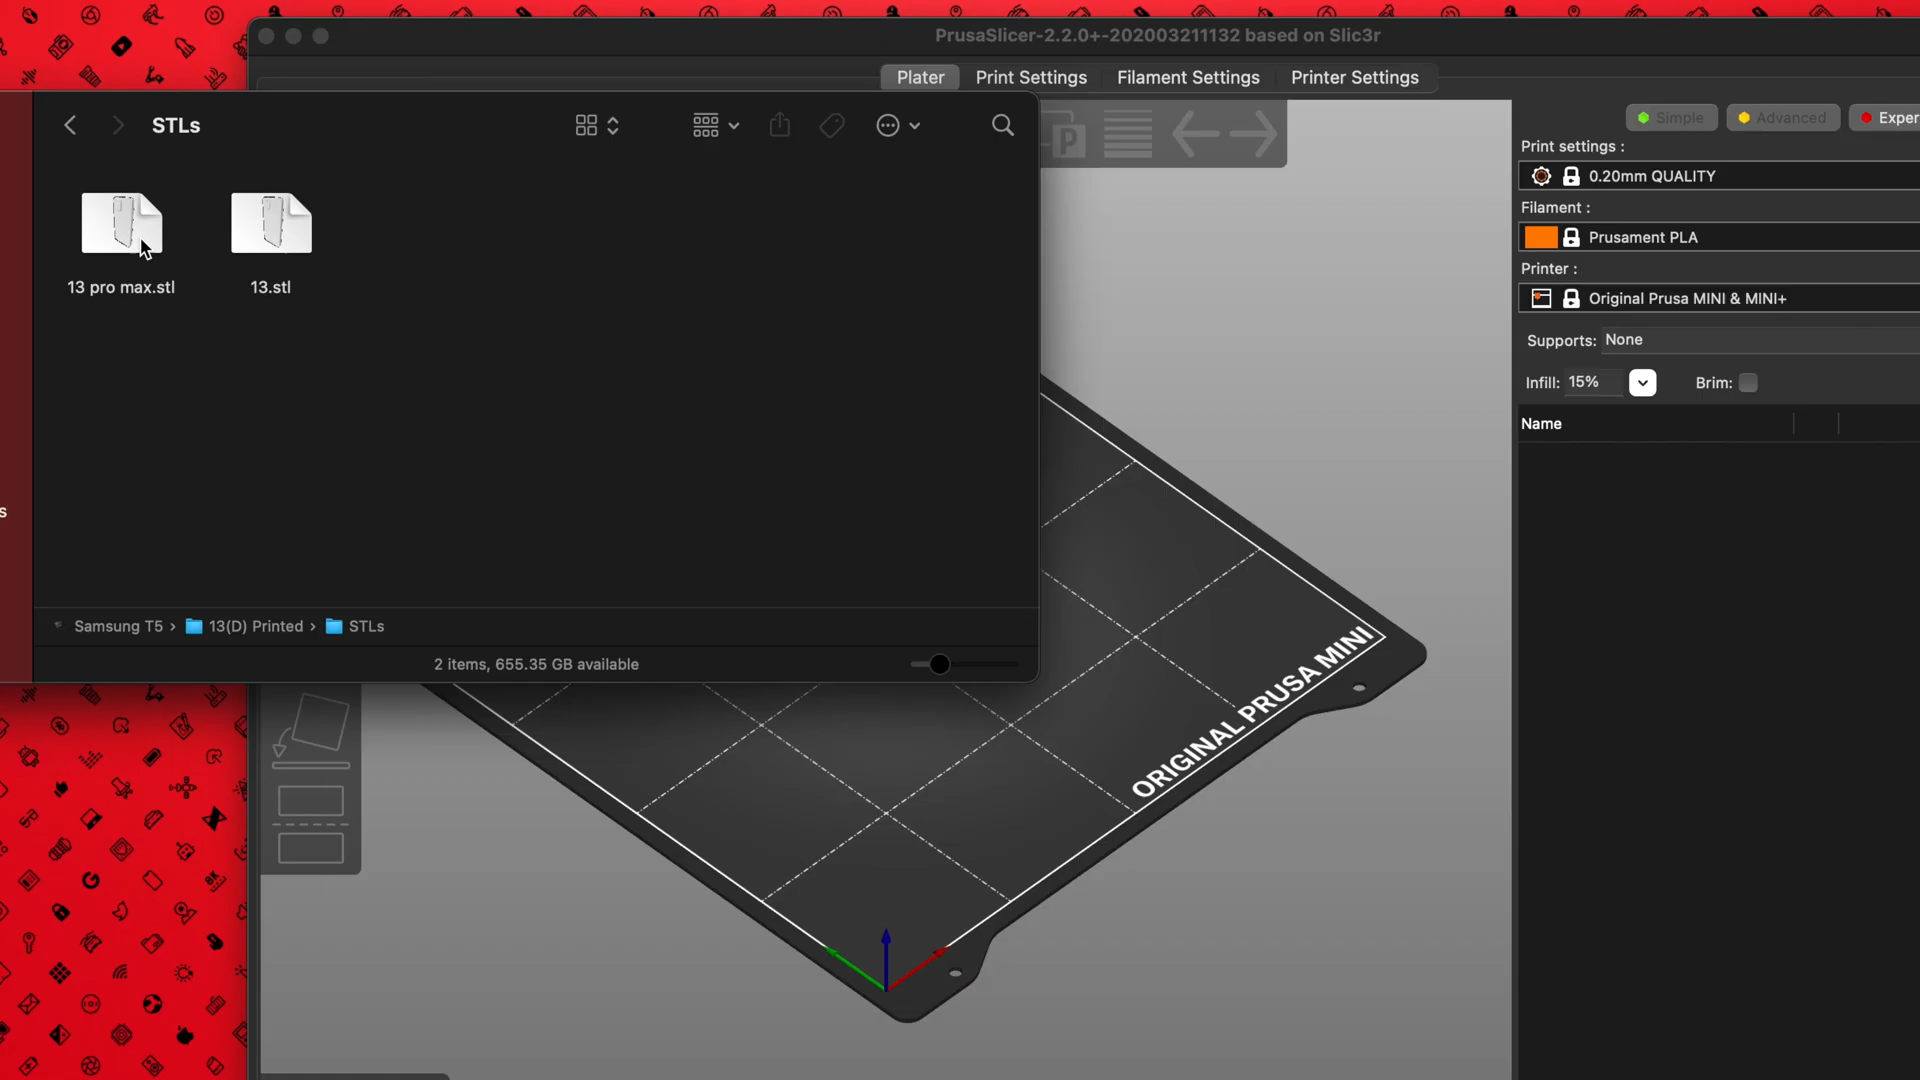 PrusaSlicer-2.2.0+-202003211132 based on Slic3r
Plater Print Settings Filament Settings Printer Settings
STLs
13 pro max.stl 13.stl
Samsung T5 › 13(D) Printed › STLs
2 items, 655.35 GB available
s
P
Simple Advanced Exper
Print settings :
0.20mm QUALITY
Filament :
Prusament PLA
Printer :
Original Prusa MINI & MINI+
Supports: None
Infill: 15% Brim:
Name
ORIGINAL PRUSA MINI